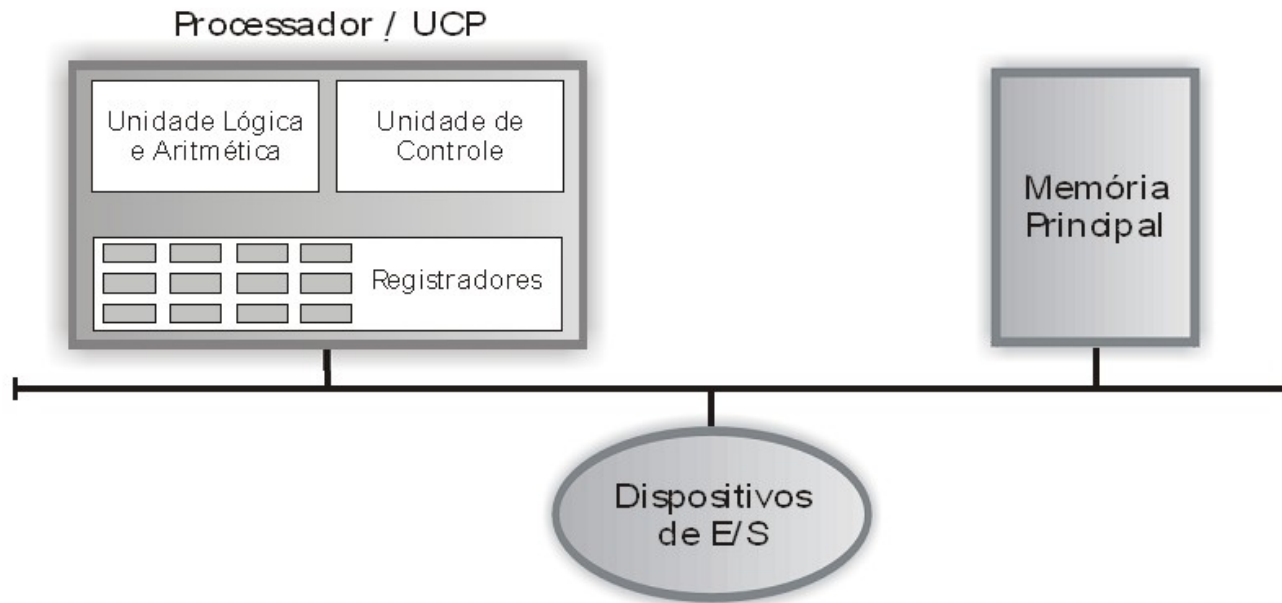 Processador / UCP
Unidade Lógica
e Aritmética
Unidade de
Controle
Registradores
Memória
Principal
Dispositivos
de E/S